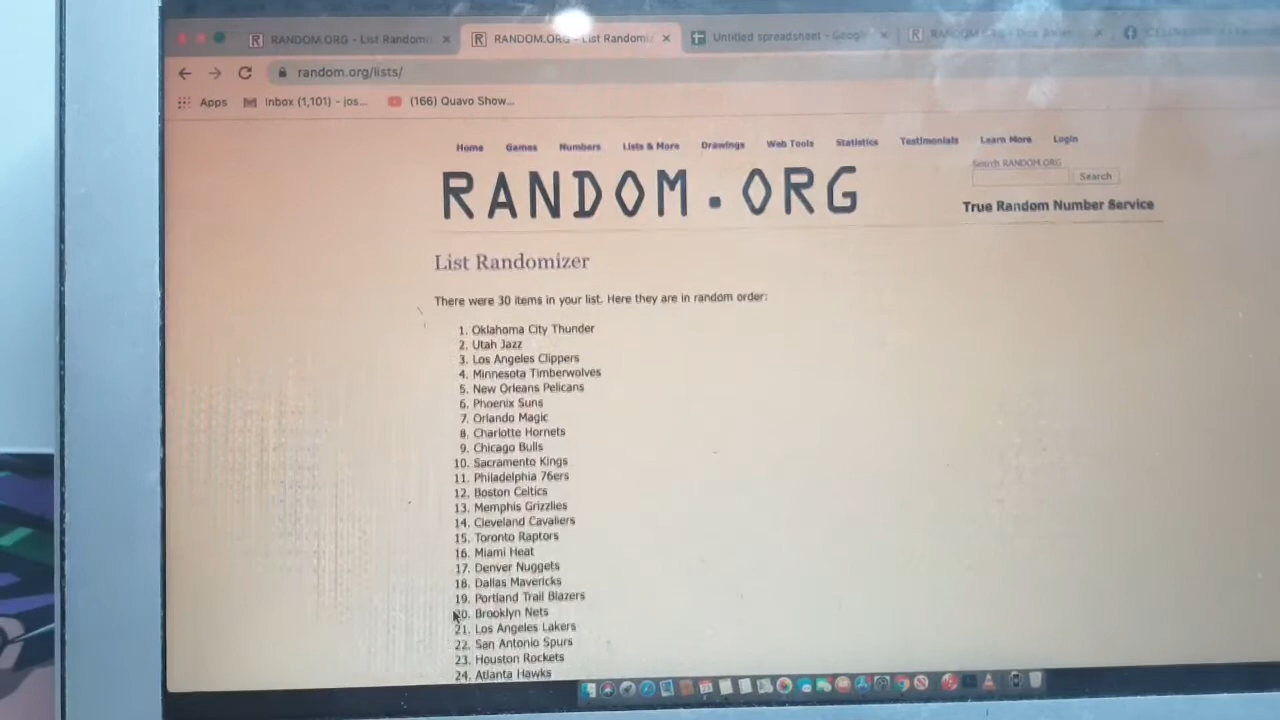 RANDOM.ORG - List Randomi
RANDOM.ORG - List Randomiz
Untitled spreadsheet - Googl
random.org/lists/
Apps
Inbox (1,101) - jos...
(166) Quavo Show...
Home Games Numbers Lists & More Drawings Web Tools Statistics Testimonials Learn More Login
Search RANDOM.ORG
Search
RANDOM.ORG
True Random Number Service
List Randomizer
There were 30 items in your list. Here they are in random order:
1. Oklahoma City Thunder
2. Utah Jazz
3. Los Angeles Clippers
4. Minnesota Timberwolves
5. New Orleans Pelicans
6. Phoenix Suns
7. Orlando Magic
8. Charlotte Hornets
9. Chicago Bulls
10. Sacramento Kings
11. Philadelphia 76ers
12. Boston Celtics
13. Memphis Grizzlies
14. Cleveland Cavaliers
15. Toronto Raptors
16. Miami Heat
17. Denver Nuggets
18. Dallas Mavericks
19. Portland Trail Blazers
20. Brooklyn Nets
21. Los Angeles Lakers
22. San Antonio Spurs
23. Houston Rockets
24. Atlanta Hawks